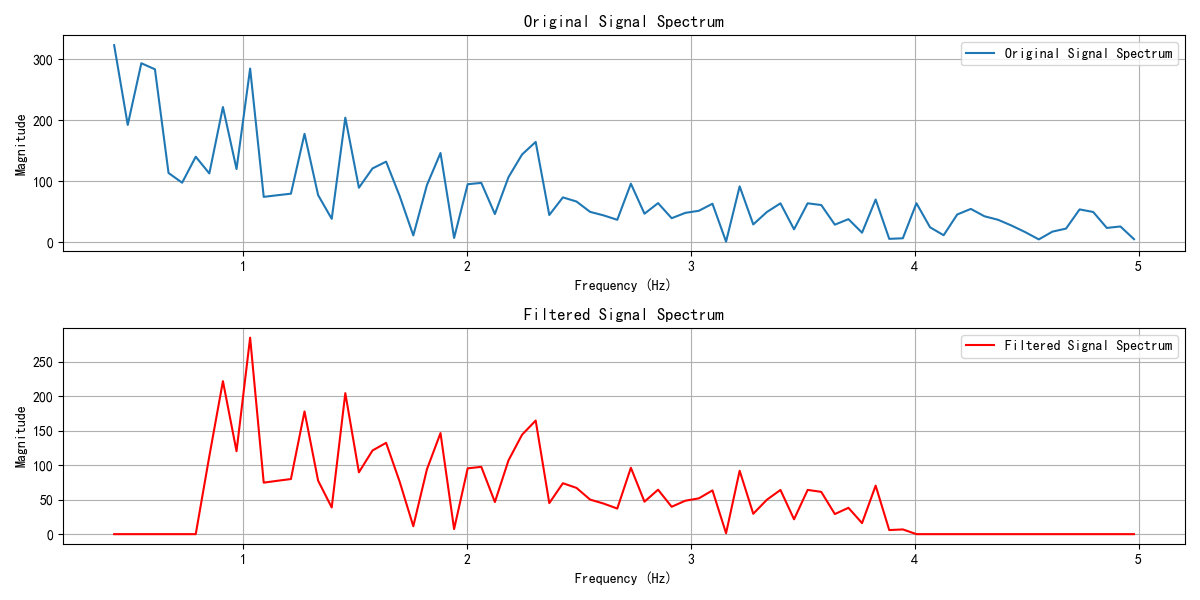 Original Signal Spectrum
Original Signal Spectrum
300
200
100
0
Magnitude
1 2 3 4 5
Frequency (Hz)
Filtered Signal Spectrum
Filtered Signal Spectrum
250
200
150
100
50
0
Magnitude
1 2 3 4 5
Frequency (Hz)